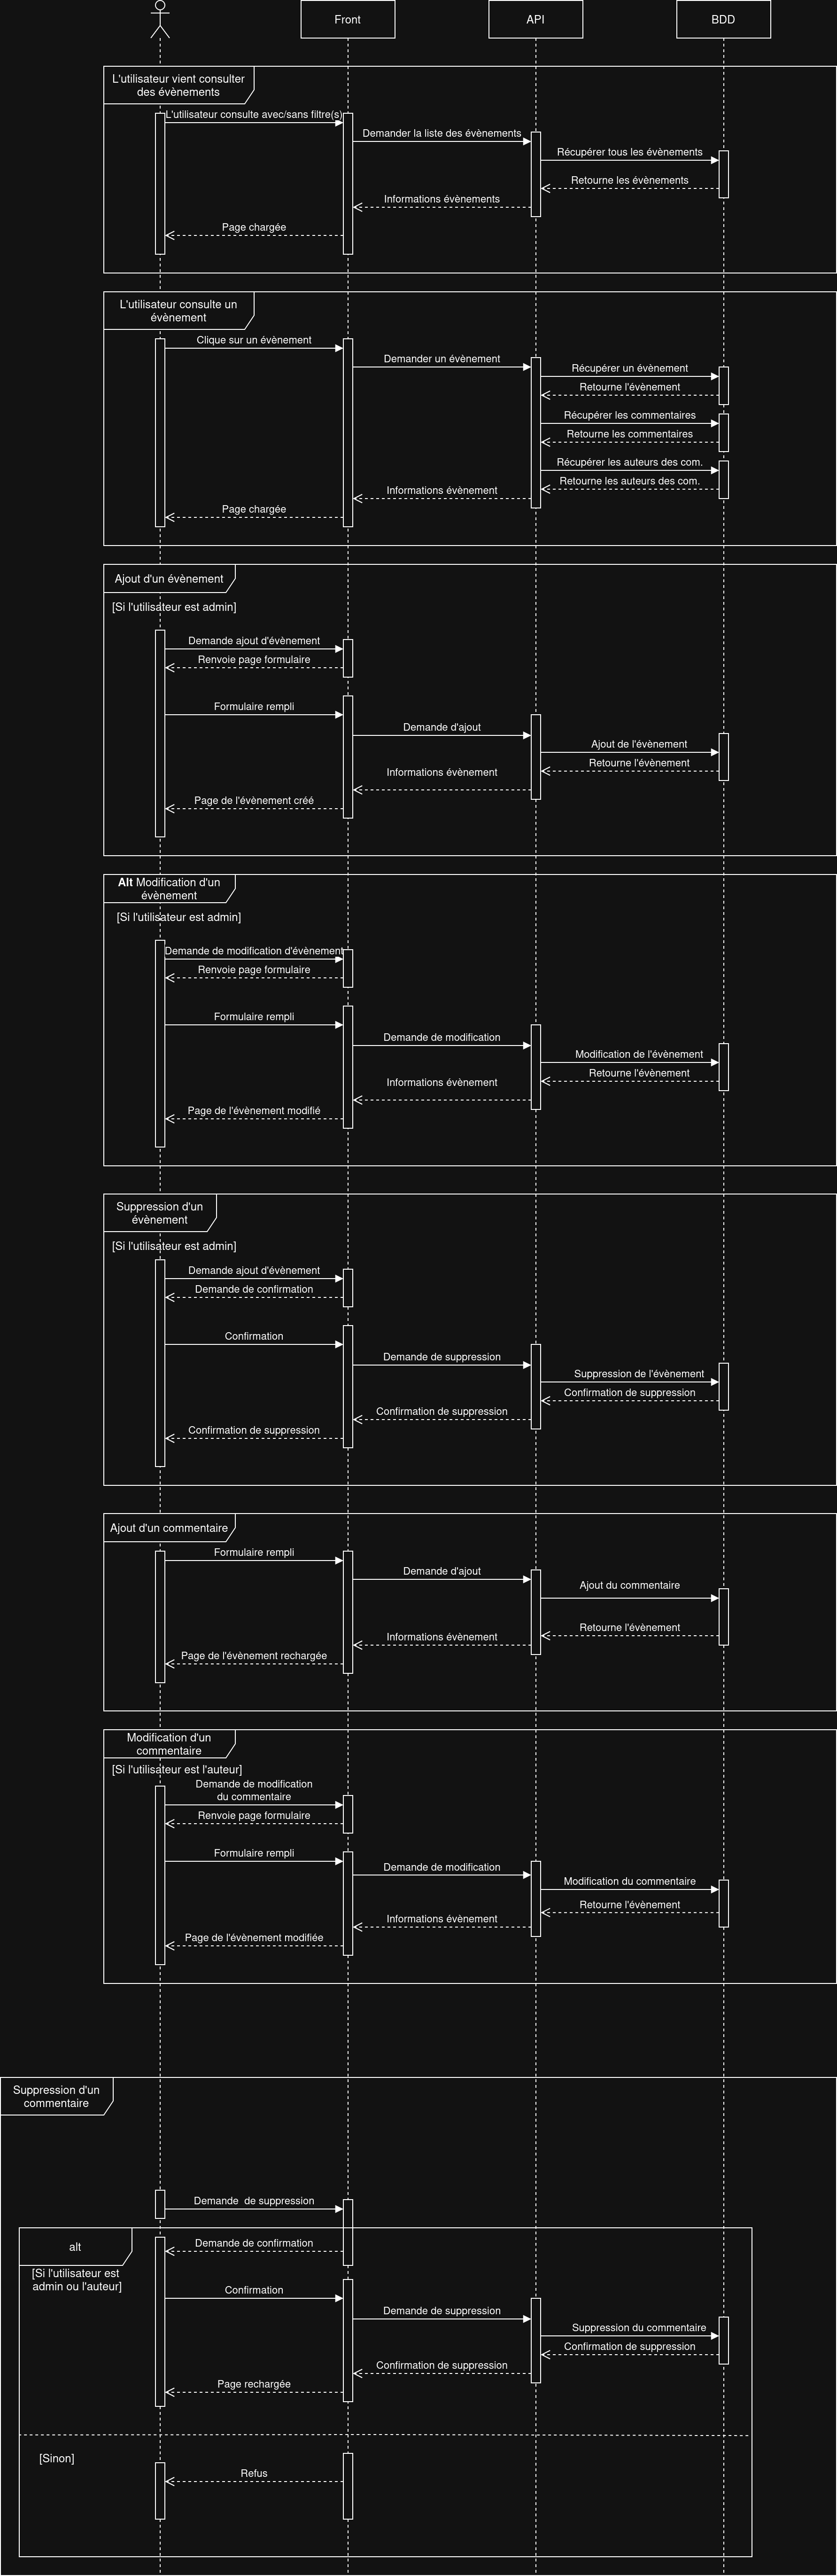 Front
API
BDD
L'utilisateur vient consulter
des évènements
L'utilisateur consulte avec/sans filtre(s)
Demander la liste des évènements
Récupérer tous les évènements
Retourne les évènements
Informations évènements
Page chargée
L'utilisateur consulte un
évènement
Clique sur un évènement
Demander un évènement
Récupérer un évènement
Retourne l'évènement
Récupérer les commentaires
Retourne les commentaires
Récupérer les auteurs des com.
Retourne les auteurs des com.
Informations évènement
Page chargée
Ajout d'un évènement
[Si l'utilisateur est admin]
Demande ajout d'évènement
Renvoie page formulaire
Formulaire rempli
Demande d'ajout
Ajout de l'évènement
Retourne l'évènement
Informations évènement
Page de l'évènement créé
Alt Modification d'un
évènement
[Si l'utilisateur est admin]
Demande de modification d'évènement
Renvoie page formulaire
Formulaire rempli
Demande de modification
Modification de l'évènement
Retourne l'évènement
Informations évènement
Page de l'évènement modifié
Suppression d'un
évènement
[Si l'utilisateur est admin]
Demande ajout d'évènement
Demande de confirmation
Confirmation
Demande de suppression
Suppression de l'évènement
Confirmation de suppression
Confirmation de suppression
Confirmation de suppression
Ajout d'un commentaire
Formulaire rempli
Demande d'ajout
Ajout du commentaire
Retourne l'évènement
Informations évènement
Page de l'évènement rechargée
Modification d'un
commentaire
[Si l'utilisateur est l'auteur]
Demande de modification
du commentaire
Renvoie page formulaire
Formulaire rempli
Demande de modification
Modification du commentaire
Retourne l'évènement
Informations évènement
Page de l'évènement modifiée
Suppression d'un
commentaire
Demande  de suppression
alt
Demande de confirmation
[Si l'utilisateur est
admin ou l'auteur]
Confirmation
Demande de suppression
Suppression du commentaire
Confirmation de suppression
Confirmation de suppression
Page rechargée
[Sinon]
Refus